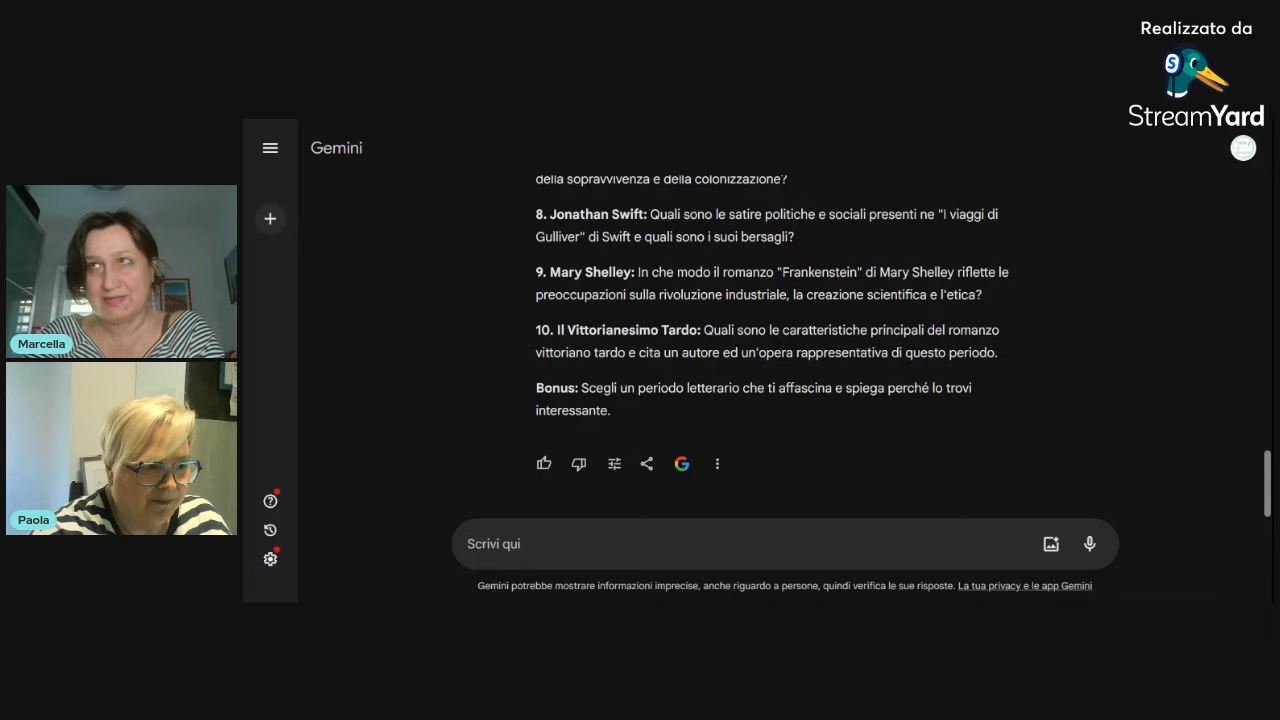 Realizzato da
StreamYard
Gemini
della sopravvivenza e della colonizzazione?
8. Jonathan Swift: Quali sono le satire politiche e sociali presenti ne "I viaggi di
Gulliver" di Swift e quali sono i suoi bersagli?
9. Mary Shelley: In che modo il romanzo "Frankenstein" di Mary Shelley riflette le
preoccupazioni sulla rivoluzione industriale, la creazione scientifica e l'etica?
10. Il Vittorianesimo Tardo: Quali sono le caratteristiche principali del romanzo
vittoriano tardo e cita un autore ed un'opera rappresentativa di questo periodo.
Bonus: Scegli un periodo letterario che ti affascina e spiega perché lo trovi
interessante.
Marcella
Paola
Scrivi qui
Gemini potrebbe mostrare informazioni imprecise, anche riguardo a persone, quindi verifica le sue risposte. La tua privacy e le app Gemini